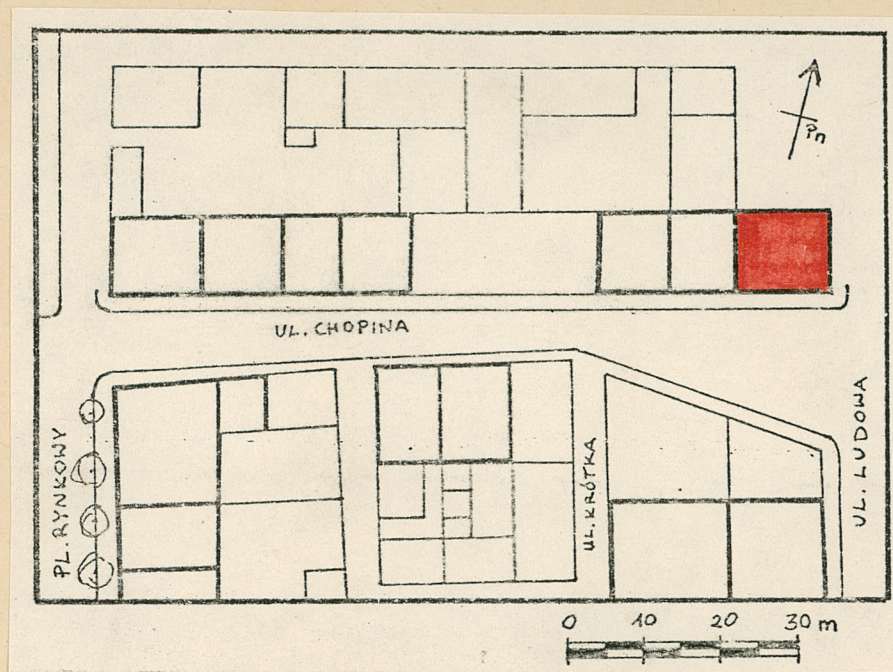 Pn
UL. CHOPINA
PL. RYNKOWY
UL. KRÓTKA
UL. LUDOWA
0 10 20 30 m